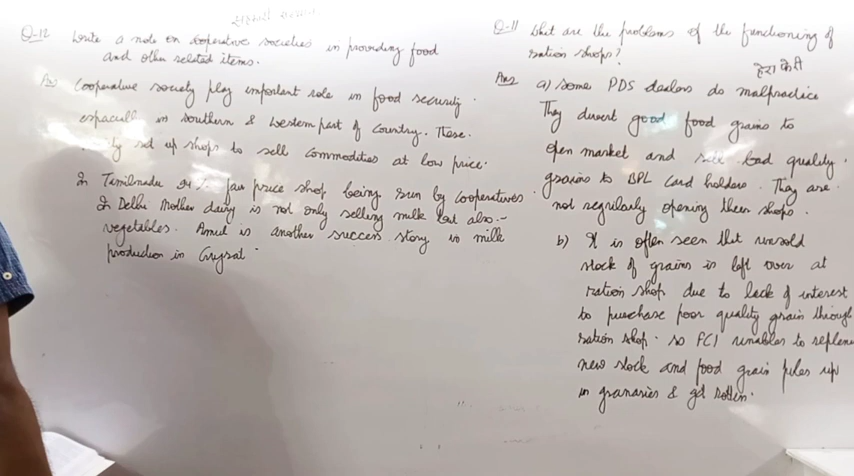 Q-12 Write a note on cooperative societies in providing food
and other related items.
Ans Cooperative society play important role in food security.
espacially in southern & western part of country. These.
set up shops to sell commodities at low price.
In Tamilnadu 94% fair price shop being run by cooperatives.
In Delhi Mother dairy is not only selling milk but also -
vegetables. Amul is another success story in milk
production in Gujrat.
Q-11 What are the problems of the functioning of
ration shops?
हेरा फेरी
Ans a) Some PDS dealers do malpractice
They divert good food grains to
open market and sale bad quality.
grains to BPL card holders. They are.
not regularly opening their shops.
b) It is often seen that unsold
stock of grains is left over at
ration shop due to lack of interest
to purchase poor quality grain through
ration shop. so FCI unables to
new stock and food grain piles up
in granaries & get rotten.